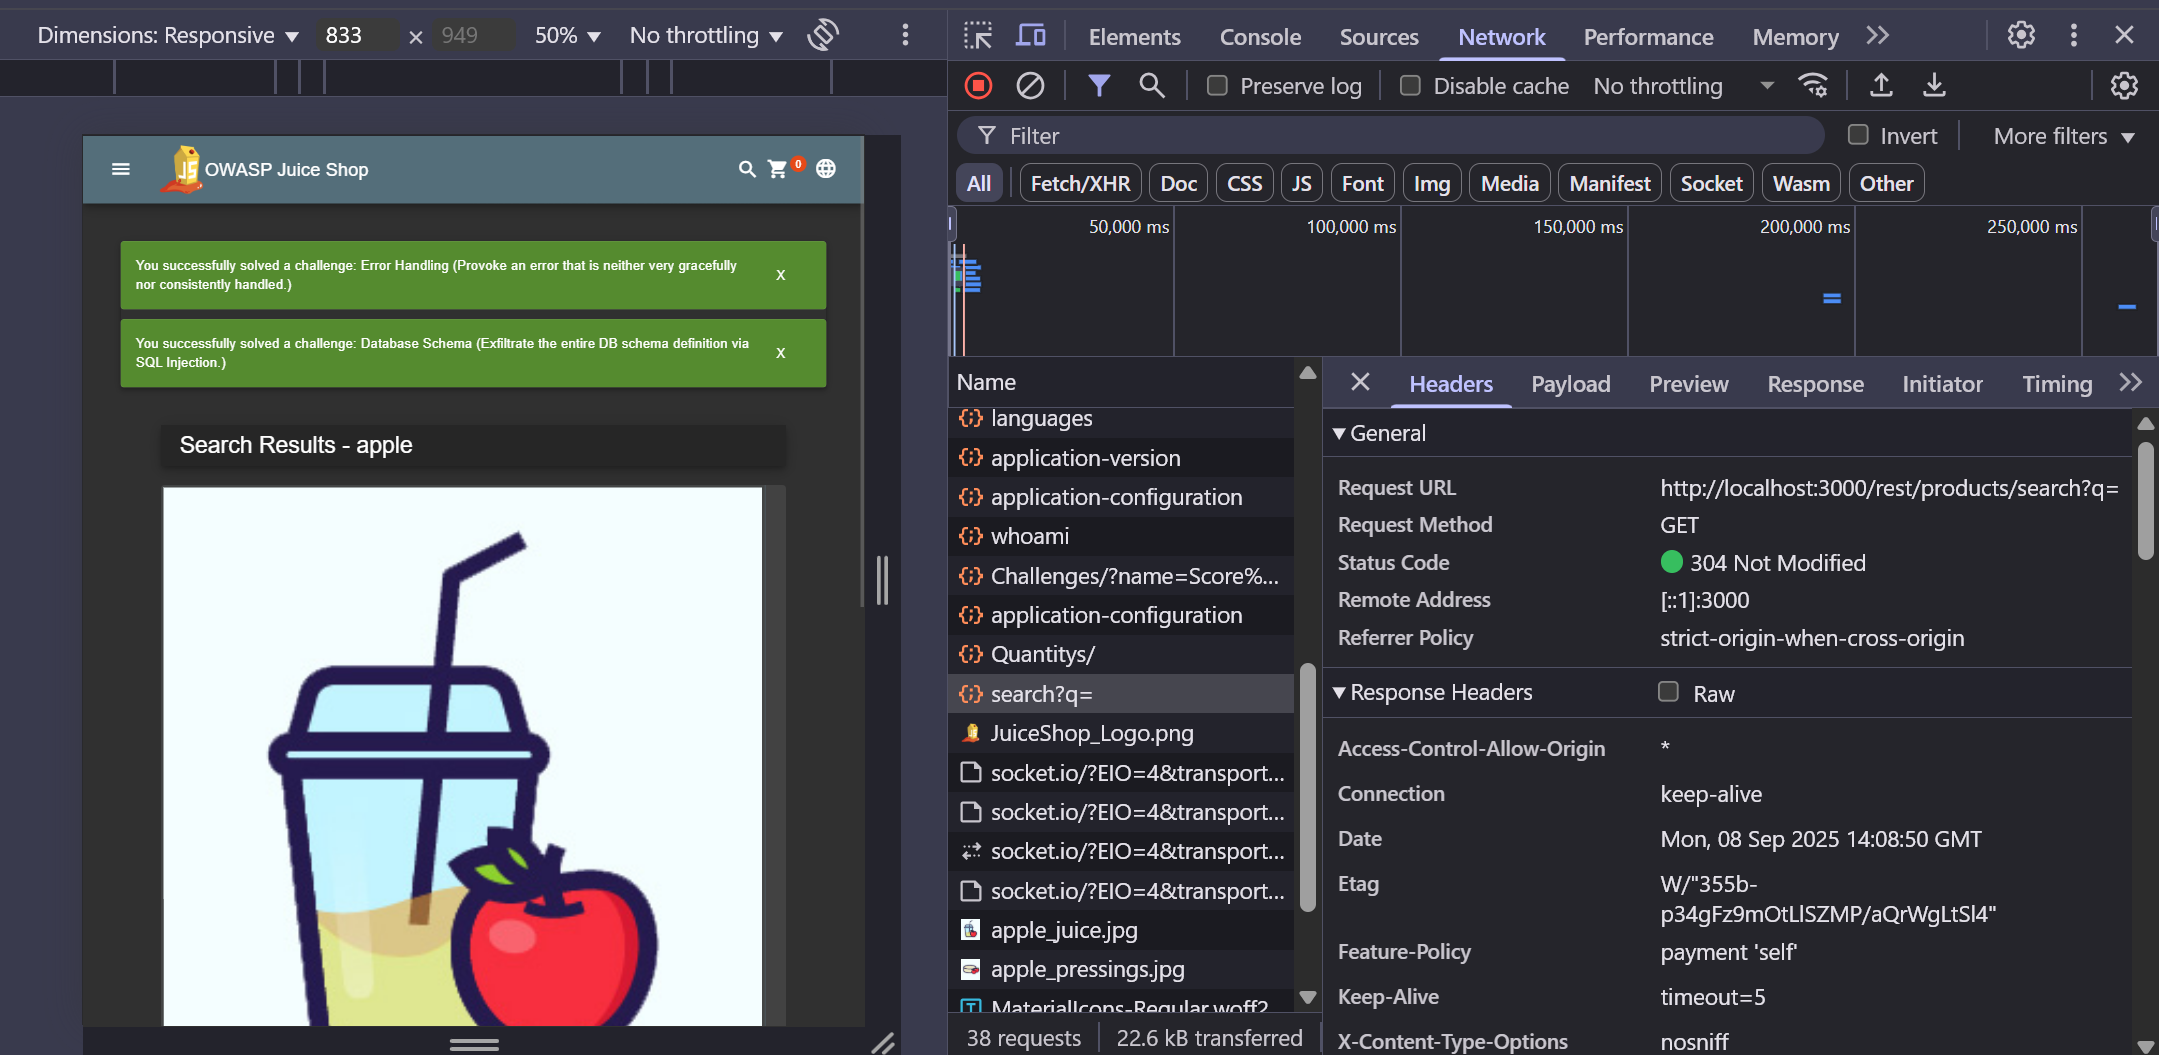 Dimensions: Responsive 833 × 949 50% No throttling
Elements Console Sources Network Performance Memory
Preserve log Disable cache No throttling
Filter Invert More filters
All Fetch/XHR Doc CSS JS Font Img Media Manifest Socket Wasm Other
50,000 ms 100,000 ms 150,000 ms 200,000 ms 250,000 ms
JS OWASP Juice Shop 0
You successfully solved a challenge: Error Handling (Provoke an error that is neither very gracefully
nor consistently handled.) X
You successfully solved a challenge: Database Schema (Exfiltrate the entire DB schema definition via
SQL Injection.) X
Search Results - apple
Name
languages
application-version
application-configuration
whoami
Challenges/?name=Score%...
application-configuration
Quantitys/
search?q=
JuiceShop_Logo.png
socket.io/?EIO=4&transport...
socket.io/?EIO=4&transport...
socket.io/?EIO=4&transport...
socket.io/?EIO=4&transport...
apple_juice.jpg
apple_pressings.jpg
MaterialIcons-Regular.woff2
38 requests 22.6 kB transferred
Headers Payload Preview Response Initiator Timing
General
Request URL http://localhost:3000/rest/products/search?q=
Request Method GET
Status Code 304 Not Modified
Remote Address [::1]:3000
Referrer Policy strict-origin-when-cross-origin
Response Headers Raw
Access-Control-Allow-Origin *
Connection keep-alive
Date Mon, 08 Sep 2025 14:08:50 GMT
Etag W/"355b-
p34gFz9mOtLlSZMP/aQrWgLtSl4"
Feature-Policy payment 'self'
Keep-Alive timeout=5
X-Content-Type-Options nosniff